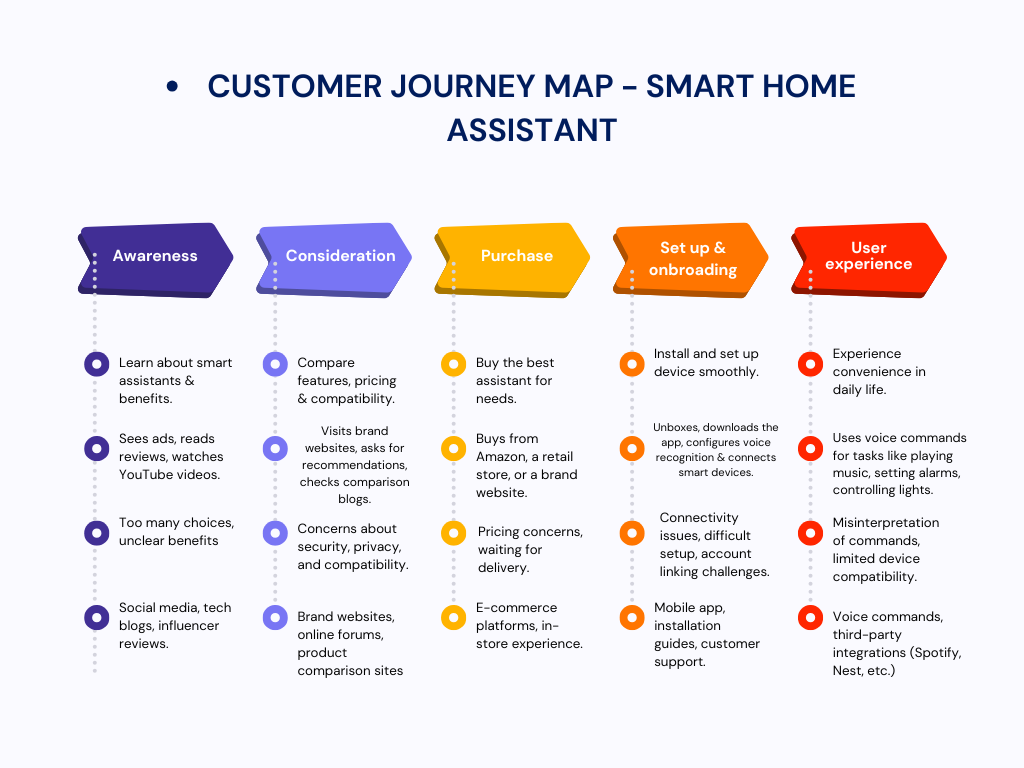 • CUSTOMER JOURNEY MAP – SMART HOME
ASSISTANT
Awareness
Consideration
Purchase
Set up &
onbroading
User
experience
Learn about smart
assistants &
benefits.
Sees ads, reads
reviews, watches
YouTube videos.
Too many choices,
unclear benefits
Social media, tech
blogs, influencer
reviews.
Compare
features, pricing
& compatibility.
Visits brand
websites, asks for
recommendations,
checks comparison
blogs.
Concerns about
security, privacy,
and compatibility.
Brand websites,
online forums,
product
comparison sites
Buy the best
assistant for
needs.
Buys from
Amazon, a retail
store, or a brand
website.
Pricing concerns,
waiting for
delivery.
E-commerce
platforms, in-
store experience.
Install and set up
device smoothly.
Unboxes, downloads the
app, configures voice
recognition & connects
smart devices.
Connectivity
issues, difficult
setup, account
linking challenges.
Mobile app,
installation
guides, customer
support.
Experience
convenience in
daily life.
Uses voice commands
for tasks like playing
music, setting alarms,
controlling lights.
Misinterpretation
of commands,
limited device
compatibility.
Voice commands,
third-party
integrations (Spotify,
Nest, etc.)